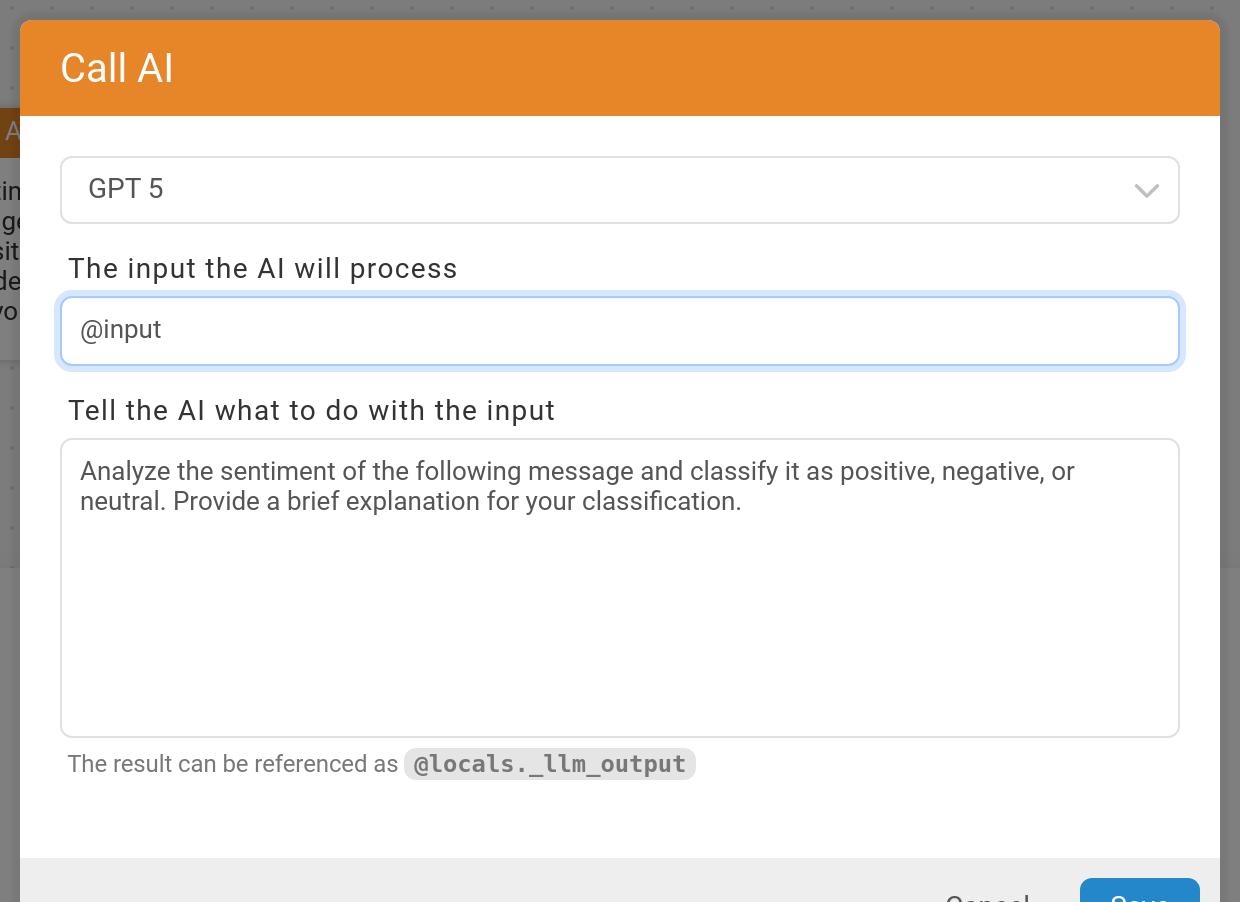 Call AI
GPT 5
The input the AI will process
@input
Tell the AI what to do with the input
Analyze the sentiment of the following message and classify it as positive, negative, or
neutral. Provide a brief explanation for your classification.
The result can be referenced as @locals._llm_output
Cancel
Save